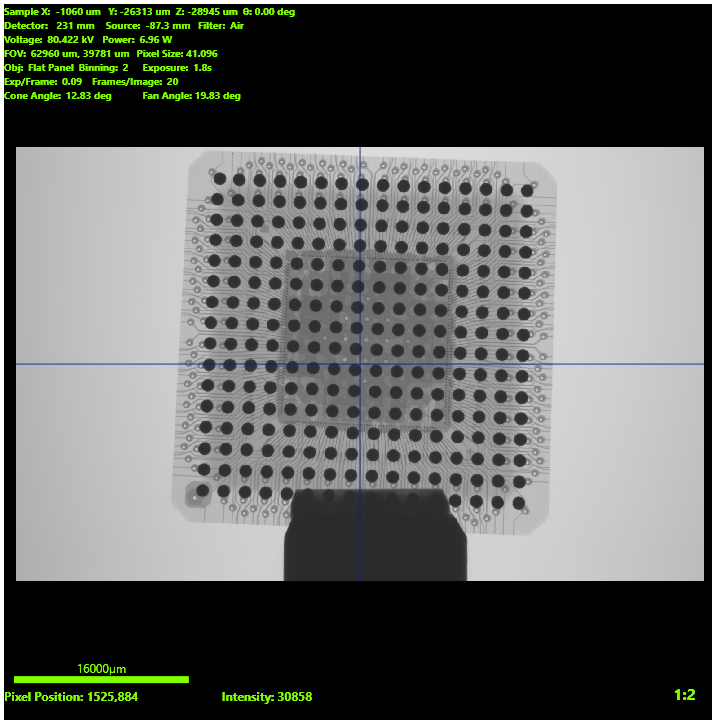 Sample X: -1060 um Y: -26313 um Z: -28945 um θ: 0.00 deg
Detector: 231 mm Source: -87.3 mm Filter: Air
Voltage: 80.422 kV Power: 6.96 W
FOV: 62960 um, 39781 um Pixel Size: 41.096
Obj: Flat Panel Binning: 2 Exposure: 1.8s
Exp/Frame: 0.09 Frames/Image: 20
Cone Angle: 12.83 deg Fan Angle: 19.83 deg
16000µm
Pixel Position: 1525,884 Intensity: 30858 1:2